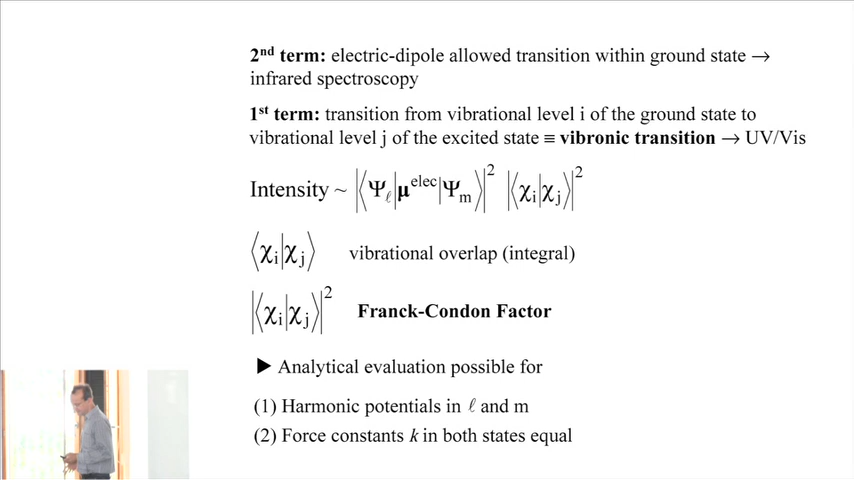 2nd term: electric-dipole allowed transition within ground state →
infrared spectroscopy
1st term: transition from vibrational level i of the ground state to
vibrational level j of the excited state ≡ vibronic transition → UV/Vis
Intensity ~ |⟨Ψℓ|μ^elec|Ψm⟩|² |⟨χi|χj⟩|²
⟨χi|χj⟩ vibrational overlap (integral)
|⟨χi|χj⟩|² Franck-Condon Factor
► Analytical evaluation possible for
(1) Harmonic potentials in ℓ and m
(2) Force constants k in both states equal